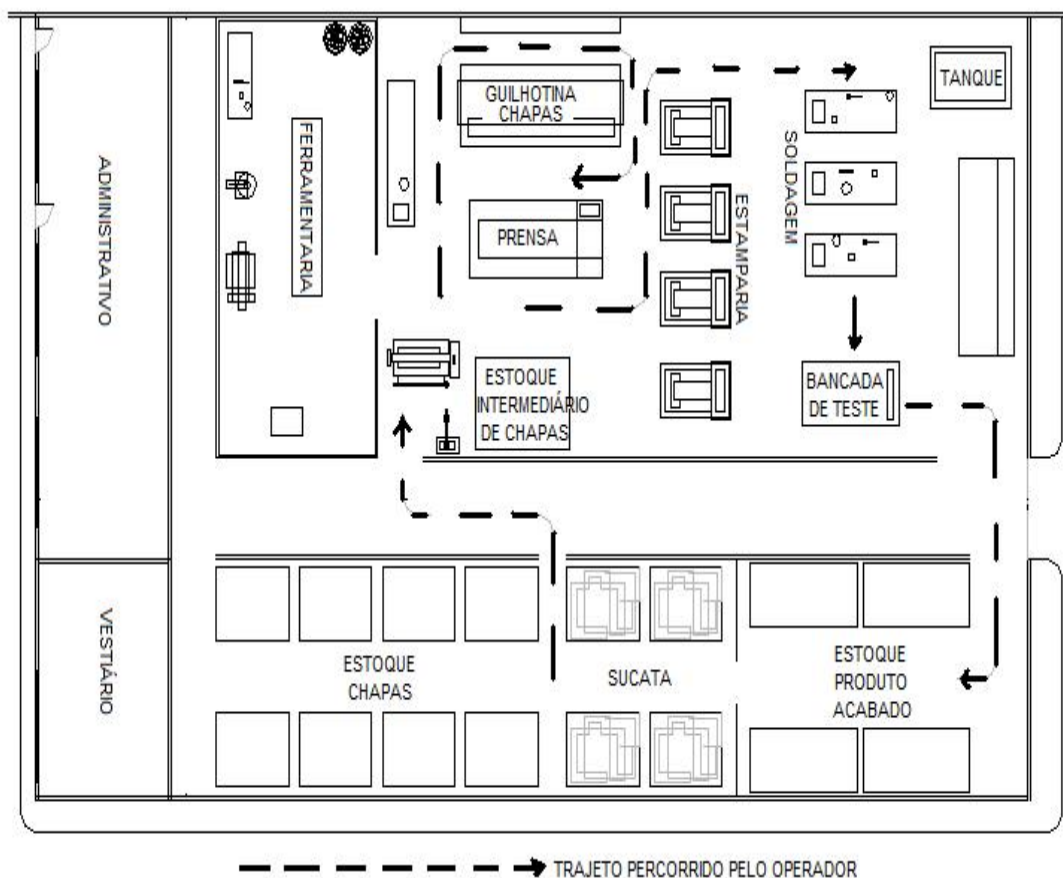 ADMINISTRATIVO
VESTIÁRIO
FERRAMENTARIA
GUILHOTINA
CHAPAS
PRENSA
ESTAMPARIA
SOLDAGEM
TANQUE
ESTOQUE
INTERMEDIÁRIO
DE CHAPAS
BANCADA
DE TESTE
ESTOQUE
CHAPAS
SUCATA
ESTOQUE
PRODUTO
ACABADO
TRAJETO PERCORRIDO PELO OPERADOR